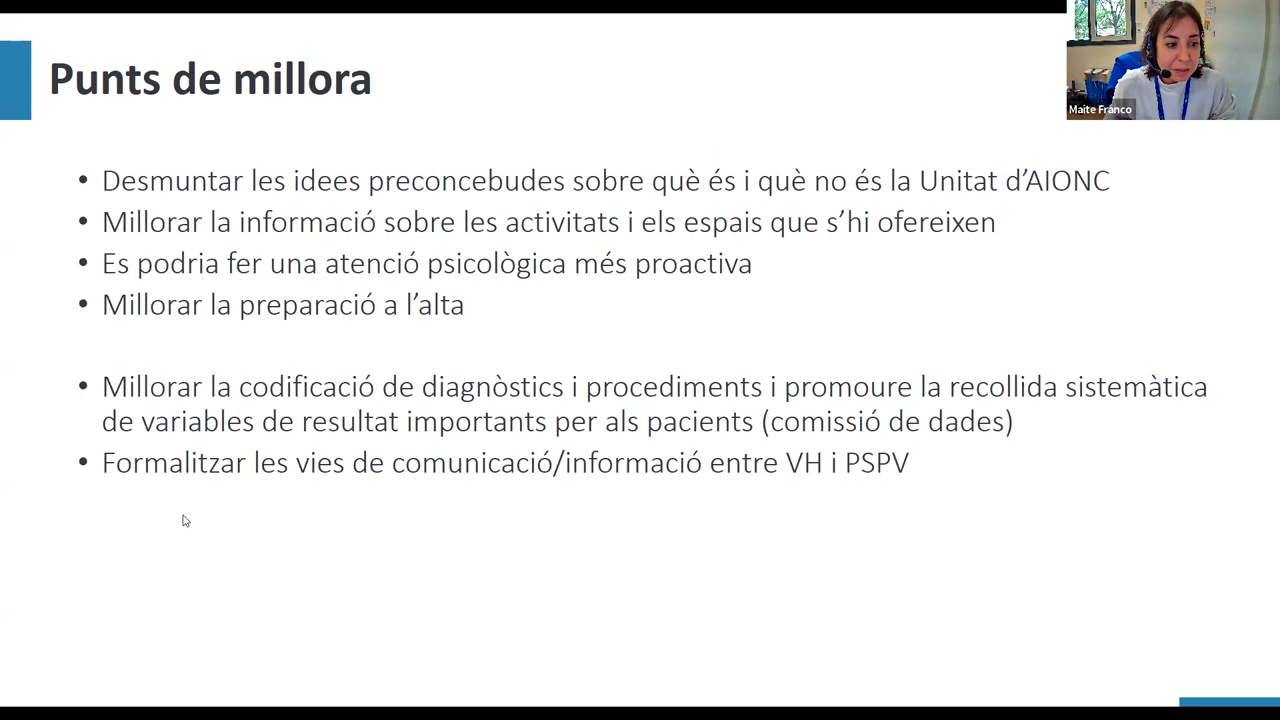 Punts de millora
Maite Franco
• Desmuntar les idees preconcebudes sobre què és i què no és la Unitat d’AIONC
• Millorar la informació sobre les activitats i els espais que s’hi ofereixen
• Es podria fer una atenció psicològica més proactiva
• Millorar la preparació a l’alta
• Millorar la codificació de diagnòstics i procediments i promoure la recollida sistemàtica
de variables de resultat importants per als pacients (comissió de dades)
• Formalitzar les vies de comunicació/informació entre VH i PSPV